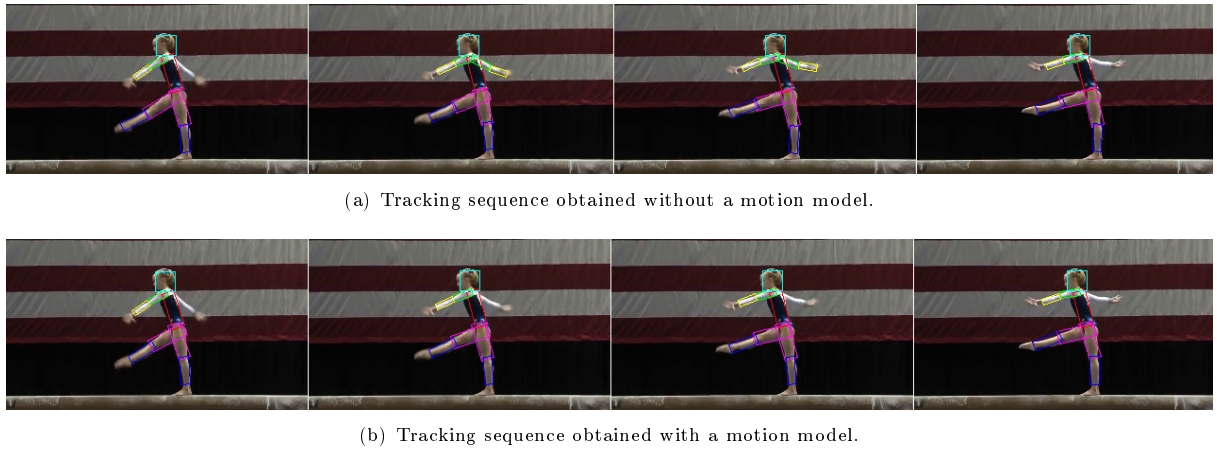 (a) Tracking sequence obtained without a motion model.
(b) Tracking sequence obtained with a motion model.